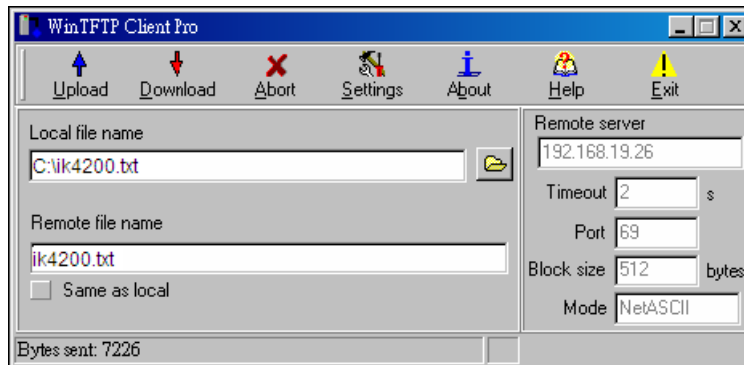 WinTFTP Client Pro
Upload Download Abort Settings About Help Exit
Local file name
C:\ik4200.txt
Remote file name
ik4200.txt
Same as local
Remote server
192.168.19.26
Timeout 2 s
Port 69
Block size 512 bytes
Mode NetASCII
Bytes sent: 7226